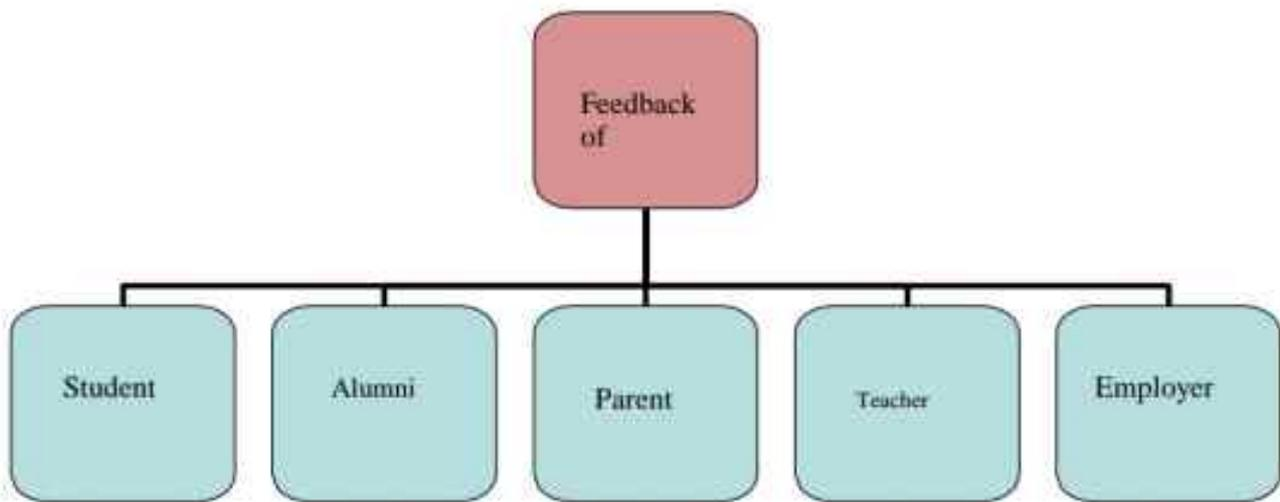 Feedback
of
Student
Alumni
Parent
Teacher
Employer